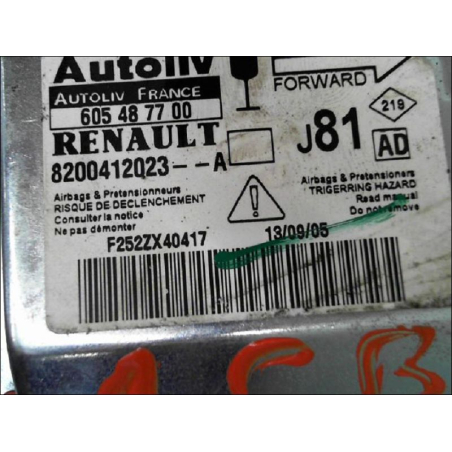 Autoliv
FORWARD
AUTOLIV FRANCE
605 48 77 00
219
RENAULT
J81
AD
8200412023--A
Airbags & Pretensionneurs
RISQUE DE DECLENCHEMENT
Consulter la notice
Ne pas démonter
!
Airbags & Pretensioners
TRIGERRING HAZARD
Read manual
Do not remove
F252ZX40417
13/09/05